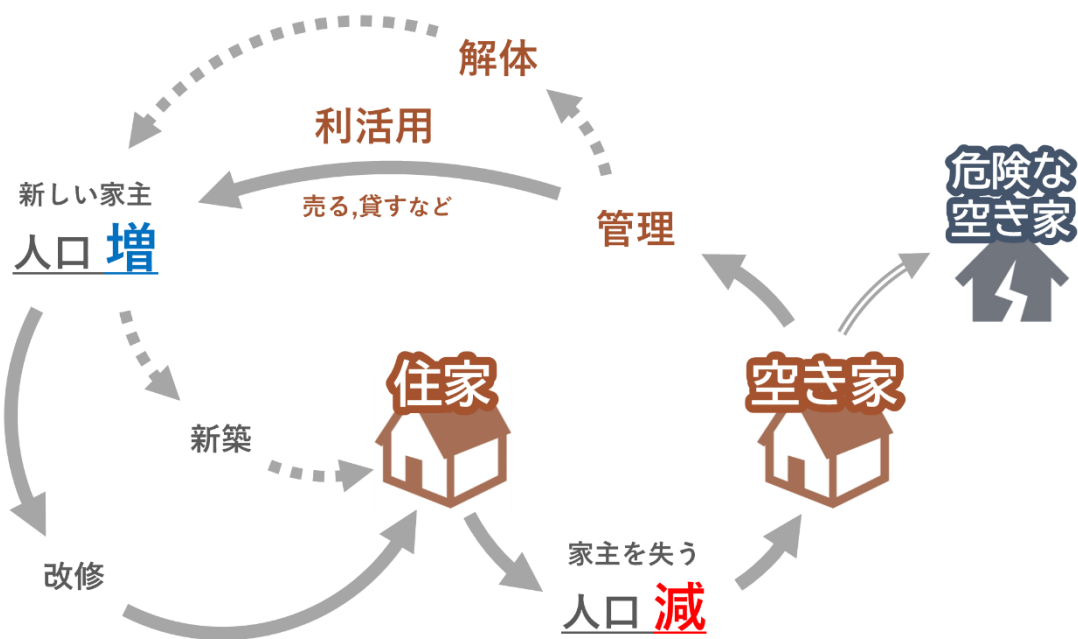 解体
利活用
売る,貸すなど
新しい家主
人口 増
管理
危険な
空き家
住家
空き家
新築
改修
家主を失う
人口 減